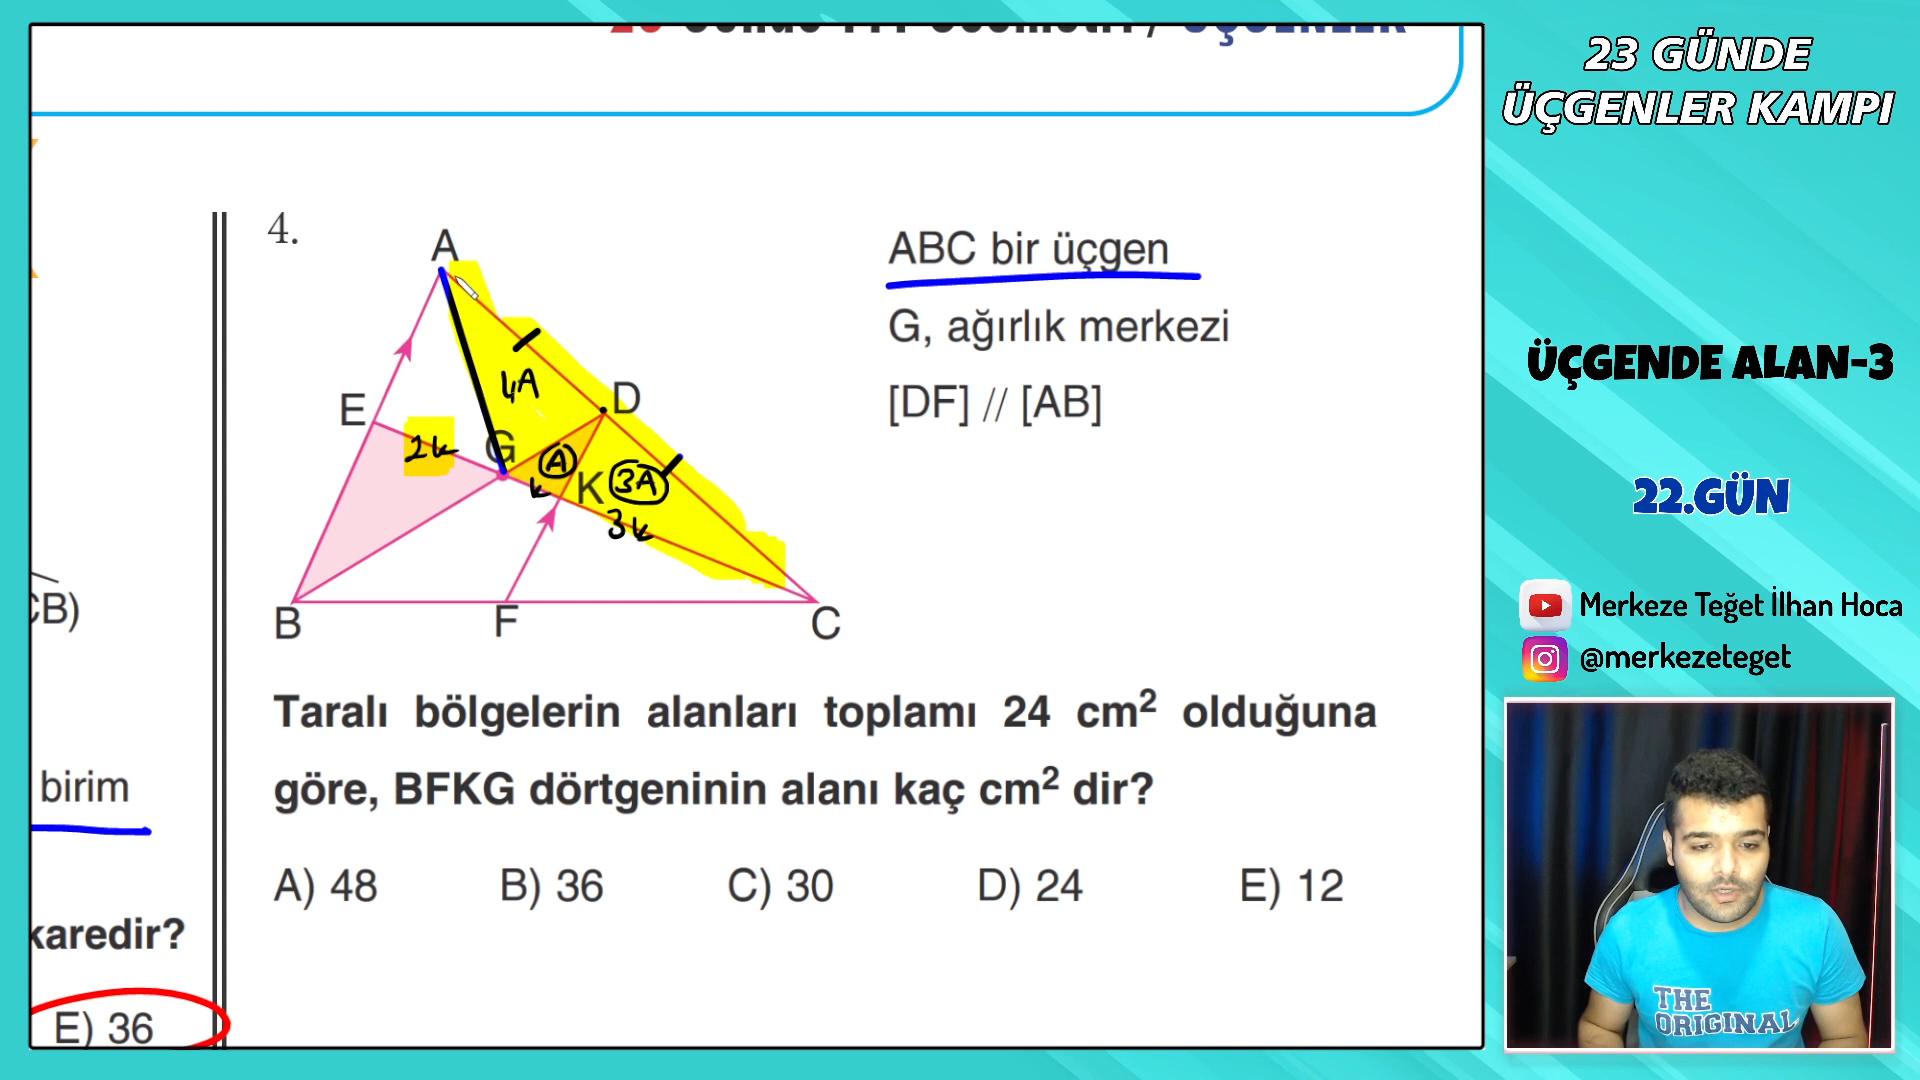 23 GÜNDE
ÜÇGENLER KAMPI
ÜÇGENLER
4.
A
E
D
G
K
B
F
C
4A
2k
A
k
3A
3k
ABC bir üçgen
G, ağırlık merkezi
[DF] // [AB]
Taralı bölgelerin alanları toplamı 24 cm² olduğuna
göre, BFKG dörtgeninin alanı kaç cm² dir?
A) 48 B) 36 C) 30 D) 24 E) 12
CB)
birim
karedir?
E) 36
ÜÇGENDE ALAN-3
22.GÜN
Merkeze Teğet İlhan Hoca
@merkezeteget
THE
ORIGINAL